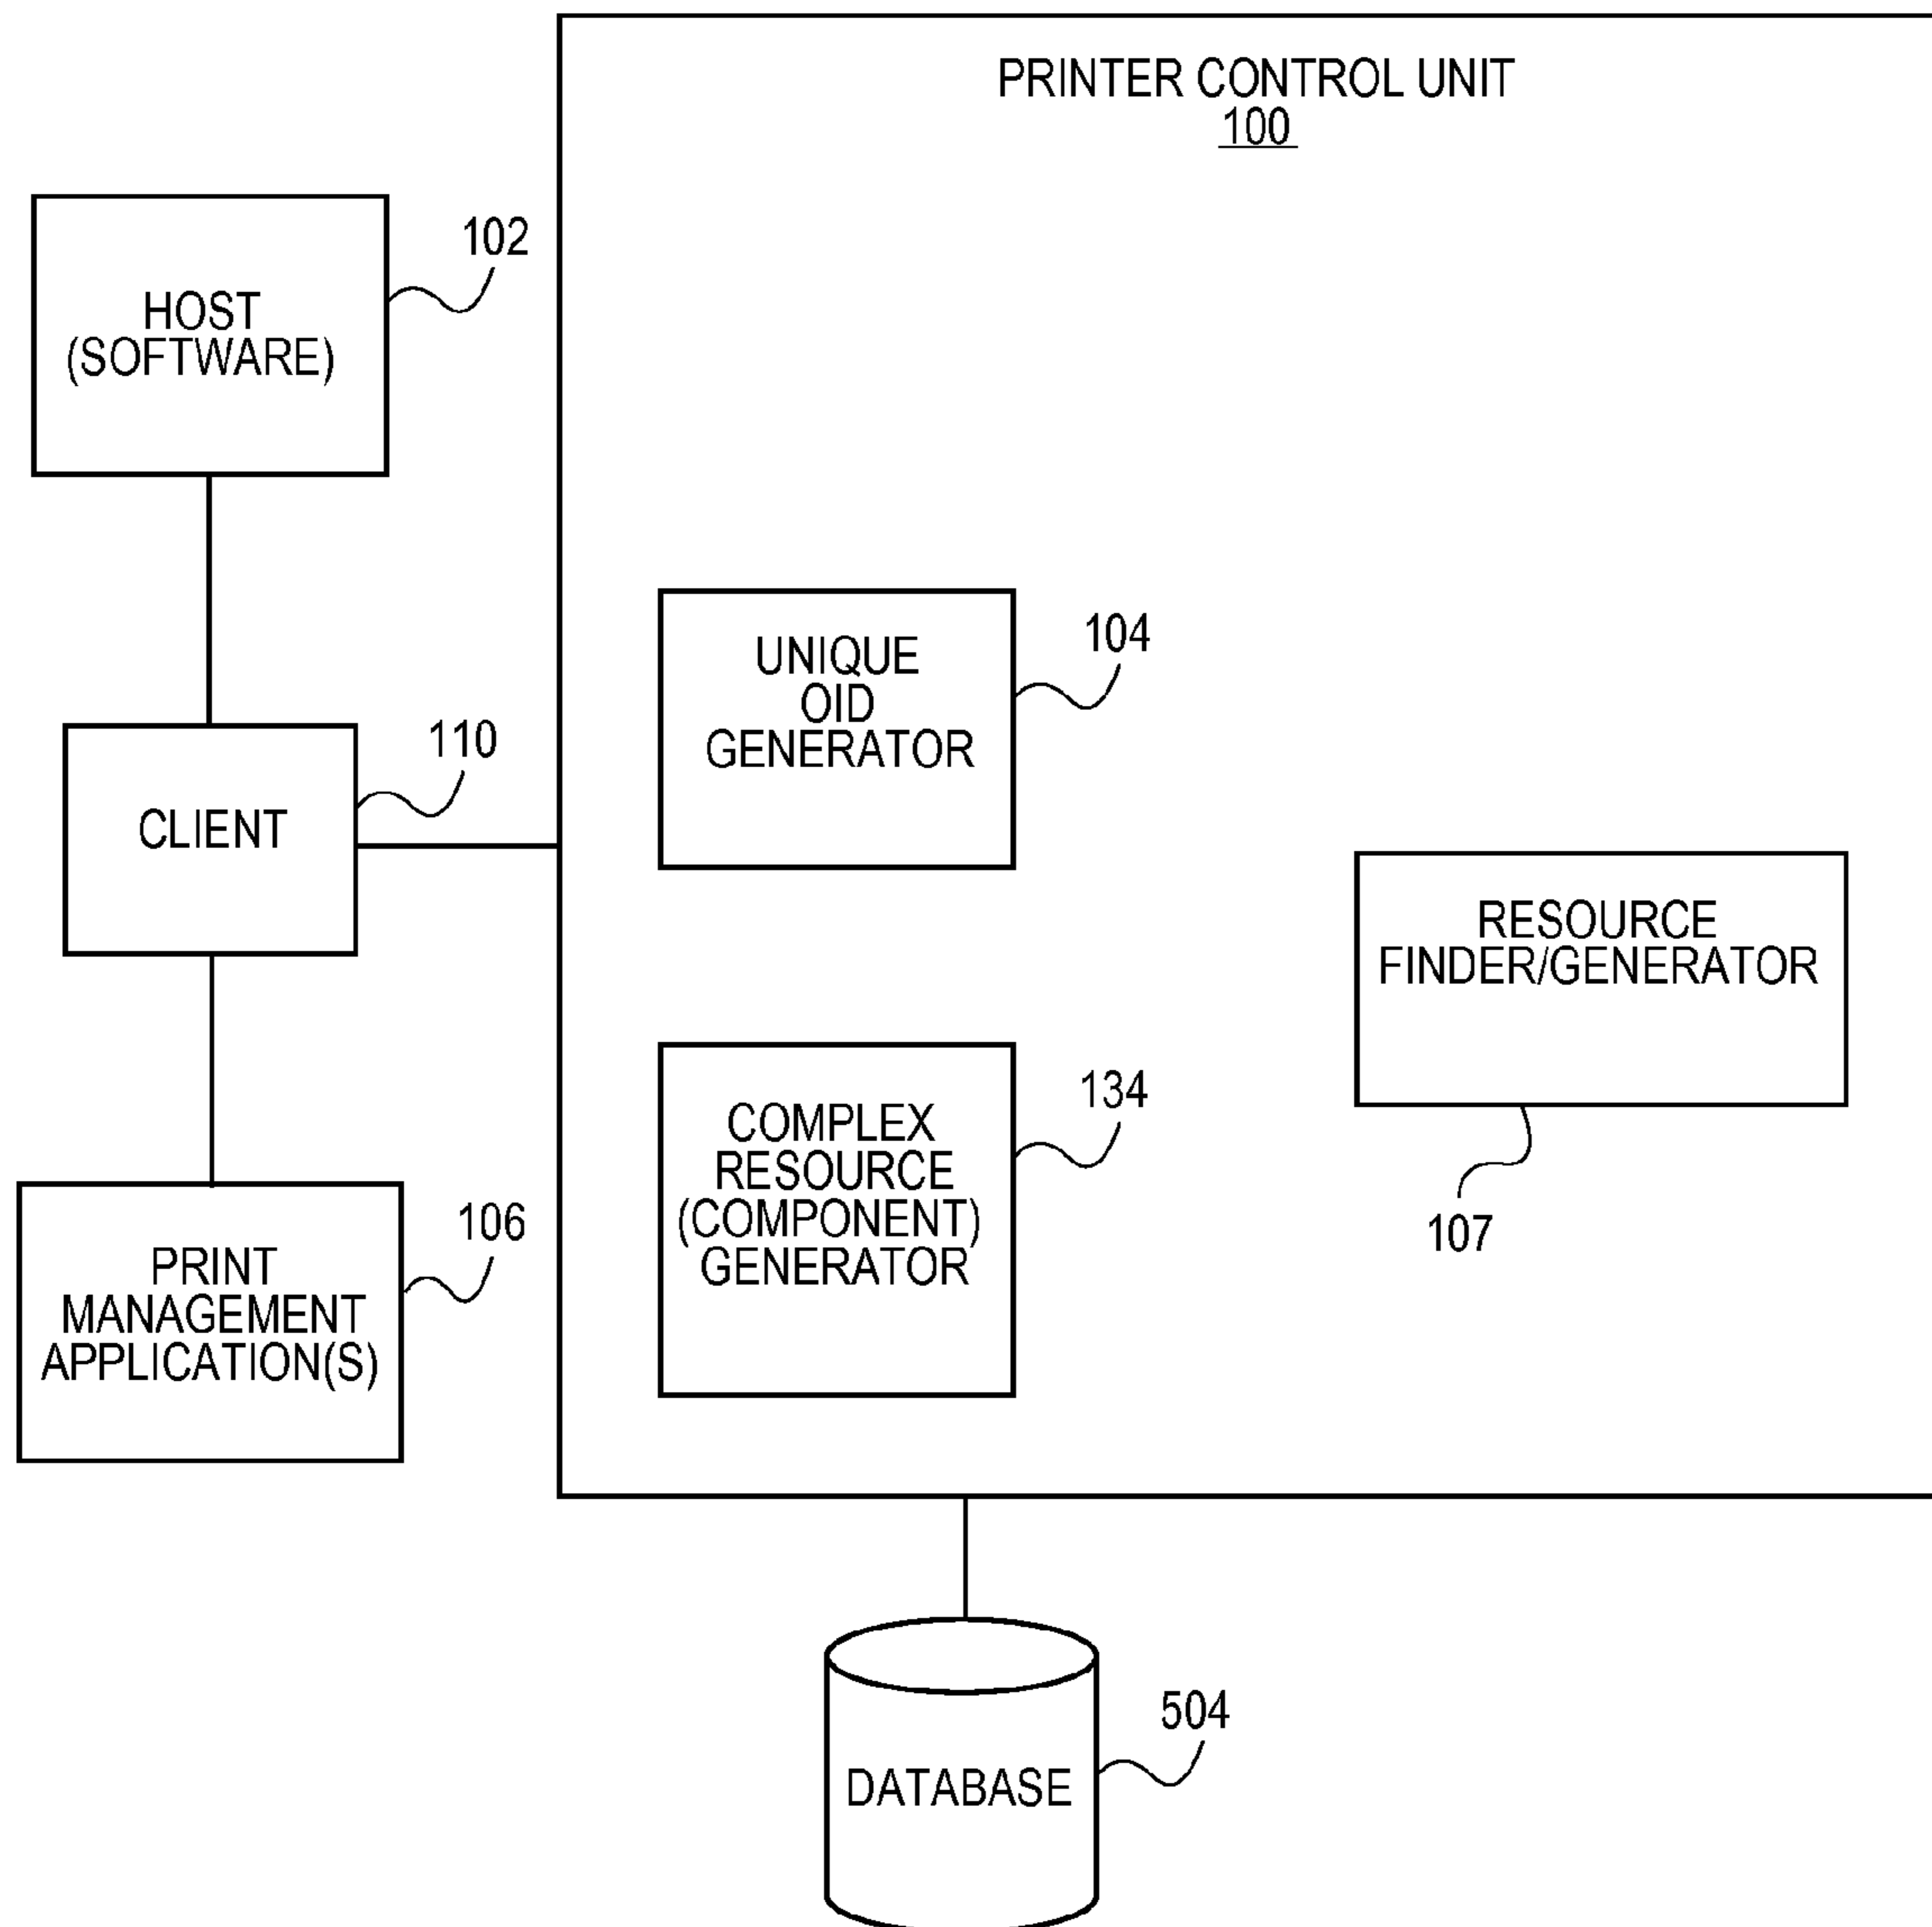 PRINTER CONTROL UNIT
100
HOST
(SOFTWARE)
102
UNIQUE
OID
GENERATOR
104
CLIENT
110
RESOURCE
FINDER/GENERATOR
107
COMPLEX
RESOURCE
(COMPONENT)
GENERATOR
134
PRINT
MANAGEMENT
APPLICATION(S)
106
DATABASE
504